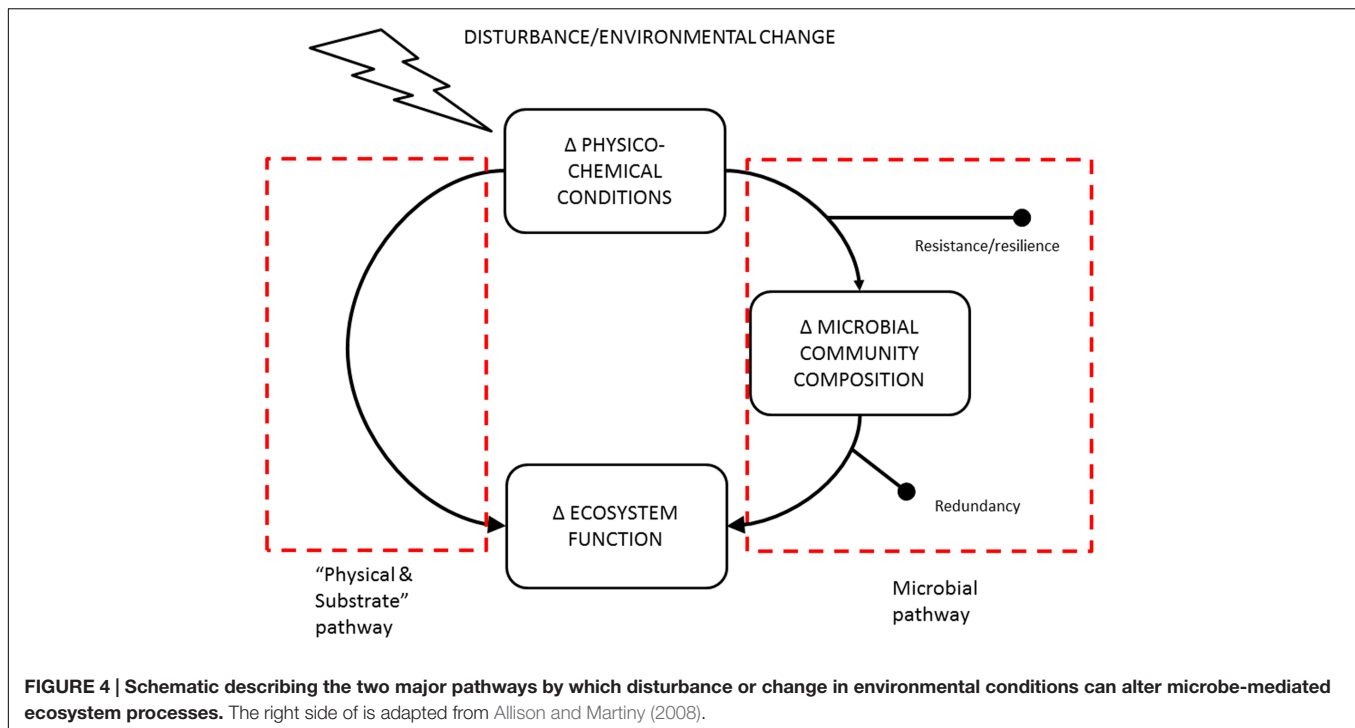 DISTURBANCE/ENVIRONMENTAL CHANGE
Δ PHYSICO-
CHEMICAL
CONDITIONS
Resistance/resilience
Δ MICROBIAL
COMMUNITY
COMPOSITION
Redundancy
Δ ECOSYSTEM
FUNCTION
“Physical &
Substrate”
pathway
Microbial
pathway
FIGURE 4 | Schematic describing the two major pathways by which disturbance or change in environmental conditions can alter microbe-mediated
ecosystem processes. The right side of is adapted from Allison and Martiny (2008).